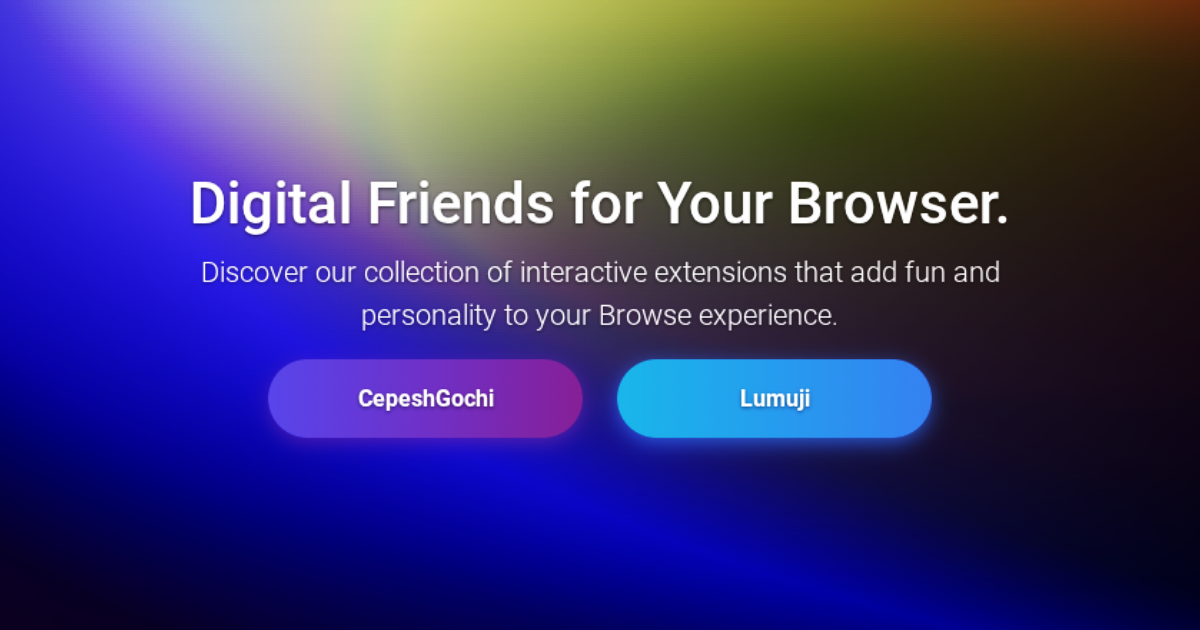 Digital Friends for Your Browser.
Discover our collection of interactive extensions that add fun and
personality to your Browse experience.
CepeshGochi
Lumuji